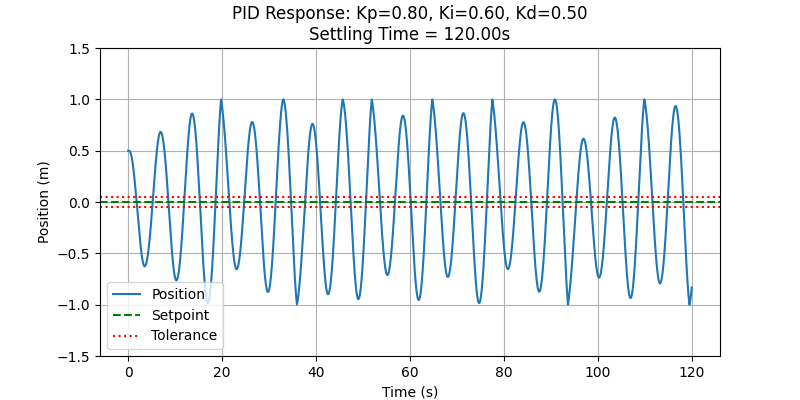 PID Response: Kp=0.80, Ki=0.60, Kd=0.50
Settling Time = 120.00s
1.5
1.0
0.5
0.0
−0.5
−1.0
−1.5
Position (m)
Position
Setpoint
Tolerance
0
20
40
60
80
100
120
Time (s)